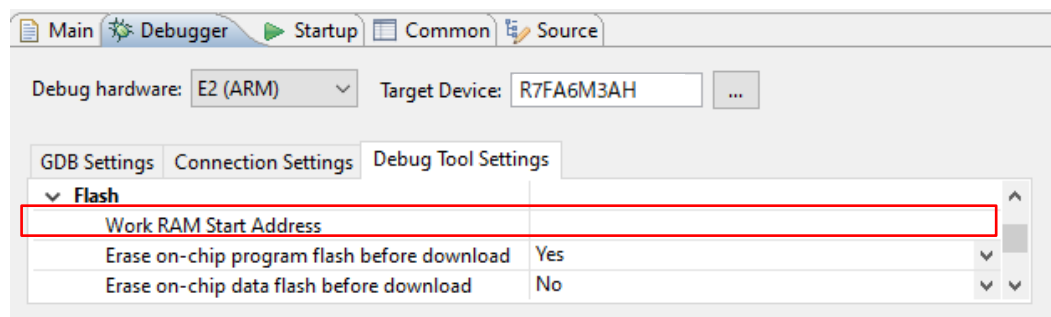 Main Debugger Startup Common Source
Debug hardware: E2 (ARM) Target Device: R7FA6M3AH ...
GDB Settings Connection Settings Debug Tool Settings
Flash
Work RAM Start Address
Erase on-chip program flash before download Yes
Erase on-chip data flash before download No